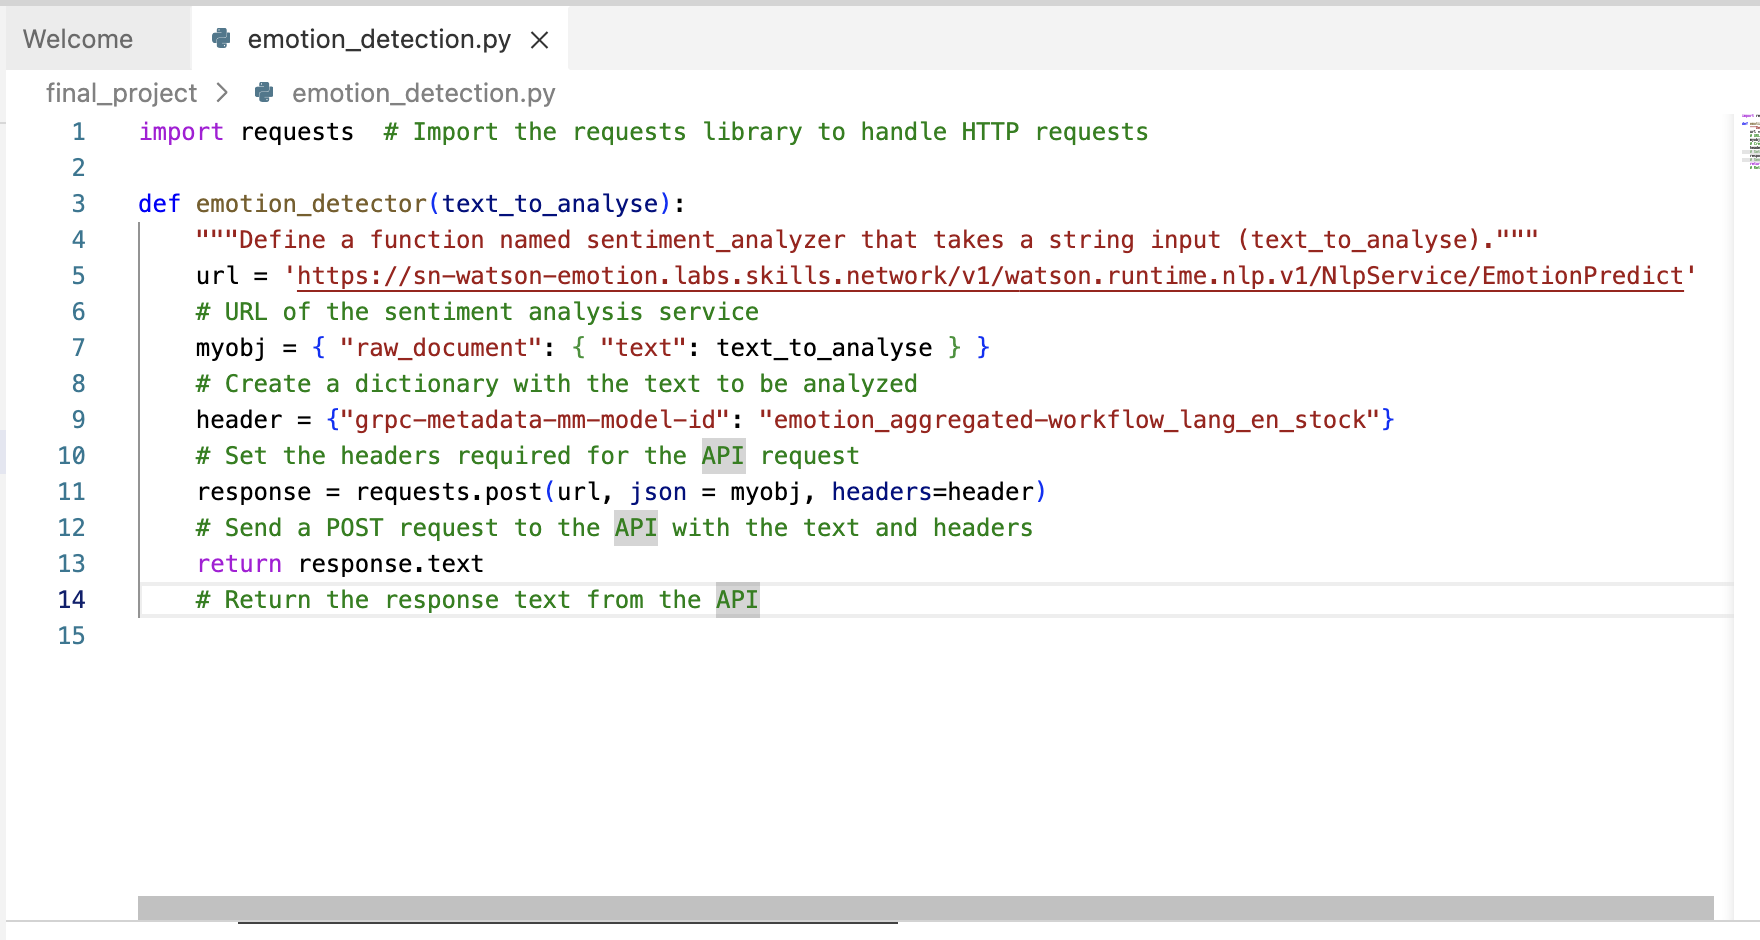 Welcome
emotion_detection.py
final_project > emotion_detection.py
1 import requests  # Import the requests library to handle HTTP requests
2
3 def emotion_detector(text_to_analyse):
4     """Define a function named sentiment_analyzer that takes a string input (text_to_analyse)."""
5     url = 'https://sn-watson-emotion.labs.skills.network/v1/watson.runtime.nlp.v1/NlpService/EmotionPredict'
6     # URL of the sentiment analysis service
7     myobj = { "raw_document": { "text": text_to_analyse } }
8     # Create a dictionary with the text to be analyzed
9     header = {"grpc-metadata-mm-model-id": "emotion_aggregated-workflow_lang_en_stock"}
10     # Set the headers required for the API request
11     response = requests.post(url, json = myobj, headers=header)
12     # Send a POST request to the API with the text and headers
13     return response.text
14     # Return the response text from the API
15